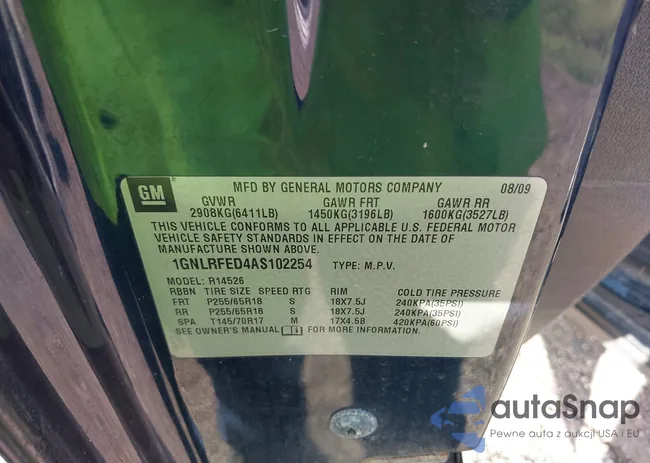 GM MFD BY GENERAL MOTORS COMPANY 08/09
GVWR GAWR FRT GAWR RR
2908KG(6411LB) 1450KG(3196LB) 1600KG(3527LB)
THIS VEHICLE CONFORMS TO ALL APPLICABLE U.S. FEDERAL MOTOR
VEHICLE SAFETY STANDARDS IN EFFECT ON THE DATE OF
MANUFACTURE SHOWN ABOVE.
1GNLRFED4AS102254 TYPE: M.P.V.
MODEL: R14526
RBBN TIRE SIZE SPEED RTG RIM COLD TIRE PRESSURE
FRT P255/65R18 S 18X7.5J 240KPA(35PSI)
RR P255/65R18 S 18X7.5J 240KPA(35PSI)
SPA T145/70R17 M 17X4.5B 420KPA(60PSI)
SEE OWNER'S MANUAL FOR MORE INFORMATION.
autaSnap
Pewne auta z aukcji USA i EU